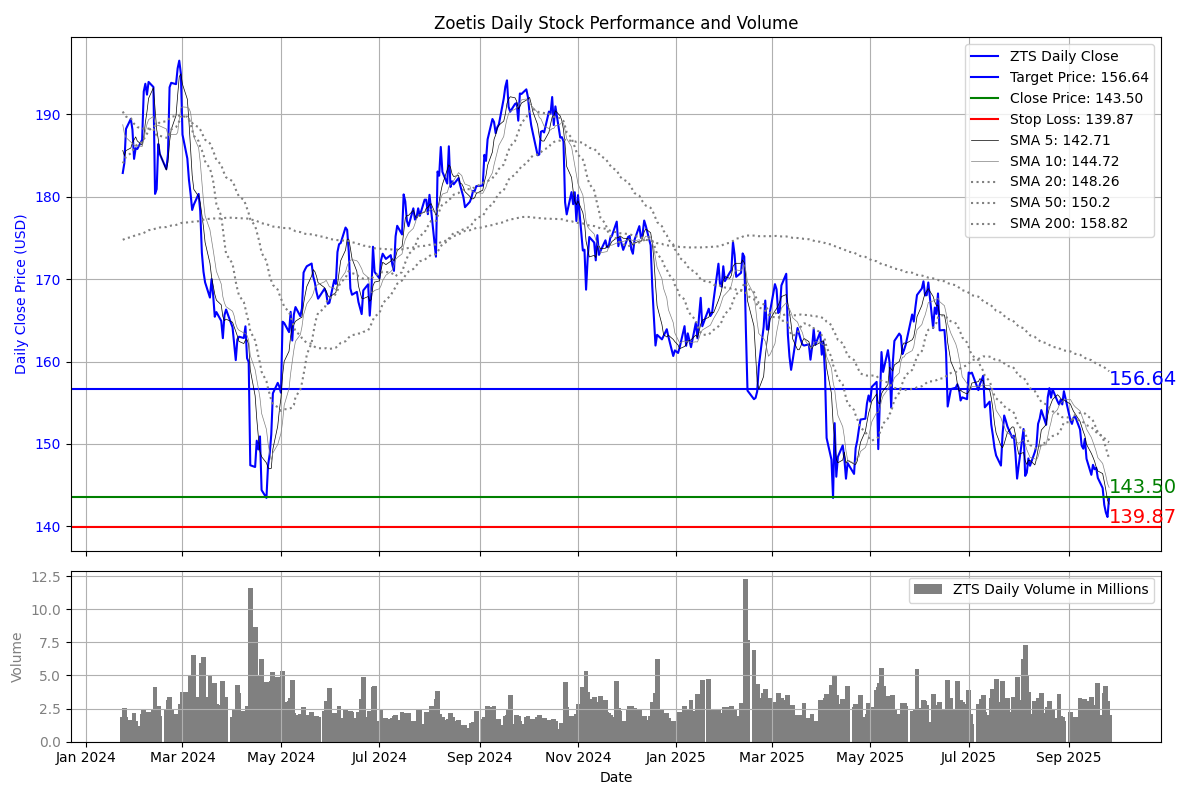 Zoetis Daily Stock Performance and Volume
ZTS Daily Close
Target Price: 156.64
Close Price: 143.50
Stop Loss: 139.87
SMA 5: 142.71
SMA 10: 144.72
SMA 20: 148.26
SMA 50: 150.2
SMA 200: 158.82
Daily Close Price (USD)
190
180
170
160
150
140
156.64
143.50
139.87
ZTS Daily Volume in Millions
Volume
12.5
10.0
7.5
5.0
2.5
0.0
Jan 2024 Mar 2024 May 2024 Jul 2024 Sep 2024 Nov 2024 Jan 2025 Mar 2025 May 2025 Jul 2025 Sep 2025
Date